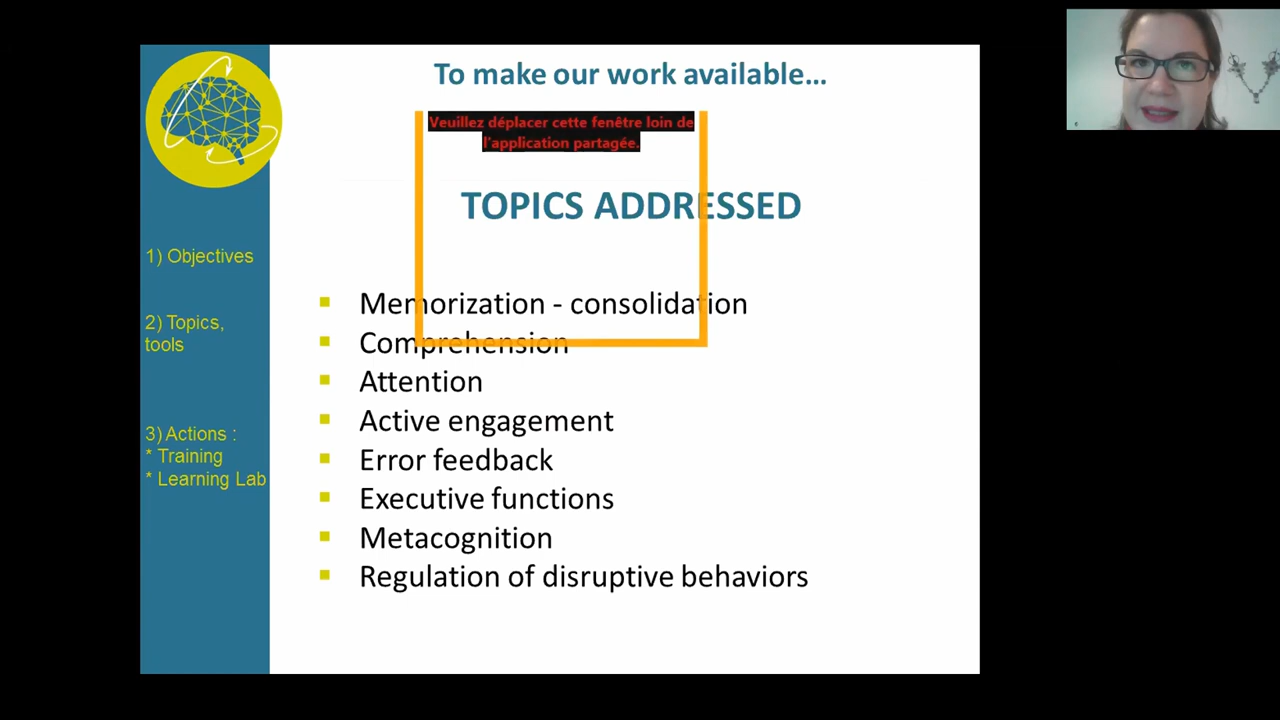 To make our work available...
Veuillez déplacer cette fenêtre loin de
l'application partagée.
TOPICS ADDRESSED
1) Objectives
2) Topics,
tools
3) Actions :
* Training
* Learning Lab
Memorization - consolidation
Comprehension
Attention
Active engagement
Error feedback
Executive functions
Metacognition
Regulation of disruptive behaviors